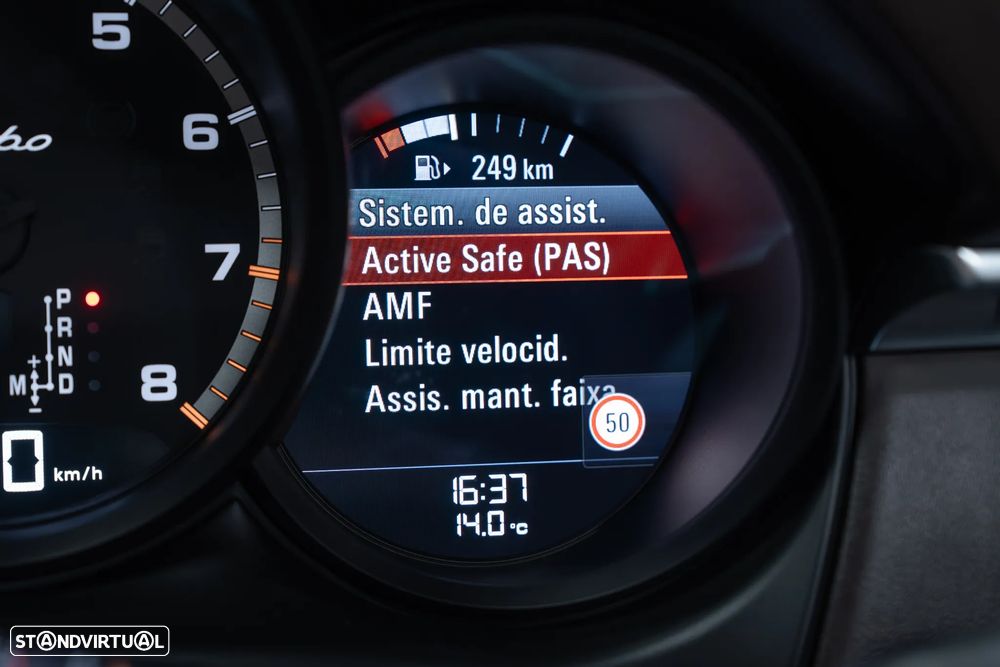 5
6
7
8
P
R
N
M D
+
-
0 km/h
249 km
Sistem. de assist.
Active Safe (PAS)
AMF
Limite velocid.
Assis. mant. faixa
50
16:37
14.0 °C
STANDVIRTUAL